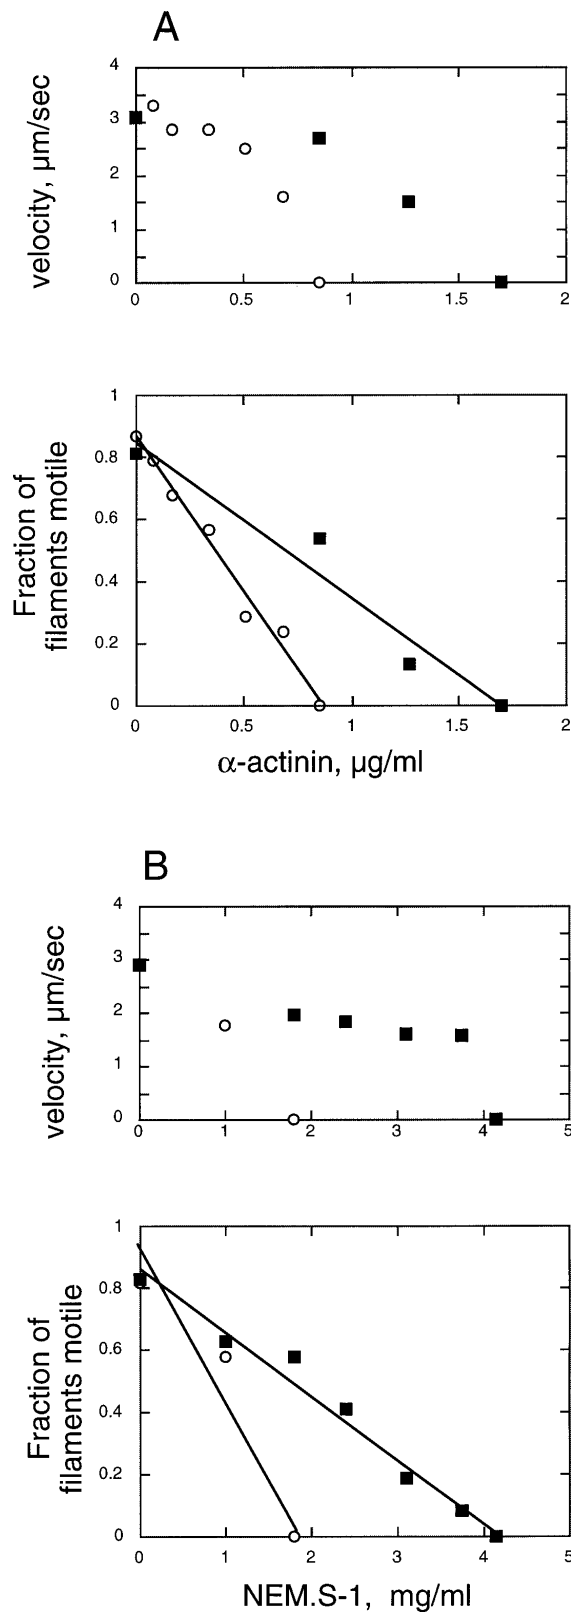 A
velocity, µm/sec
4
3
2
1
0
0 0.5 1 1.5 2
Fraction of
filaments motile
1
0.8
0.6
0.4
0.2
0
0 0.5 1 1.5 2
α-actinin, µg/ml
B
velocity, µm/sec
4
3
2
1
0
0 1 2 3 4 5
Fraction of
filaments motile
1
0.8
0.6
0.4
0.2
0
0 1 2 3 4 5
NEM.S-1, mg/ml